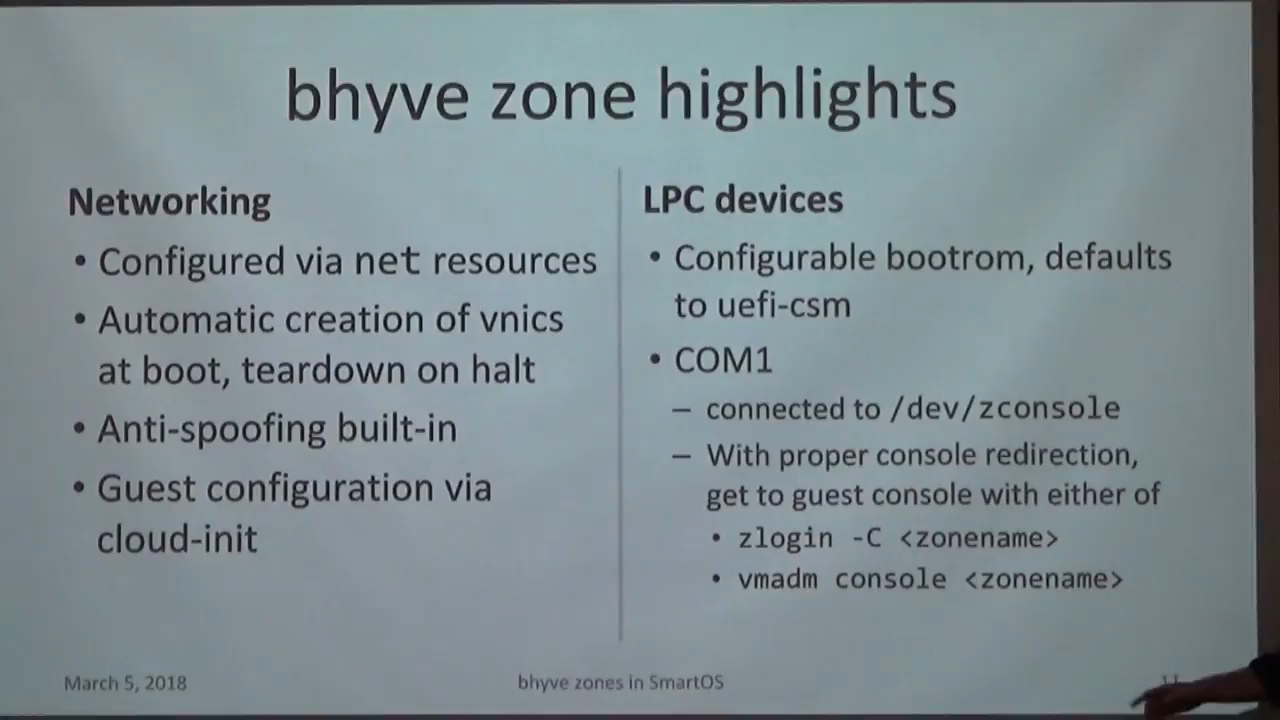 bhyve zone highlights
Networking
• Configured via net resources
• Automatic creation of vnics
at boot, teardown on halt
• Anti-spoofing built-in
• Guest configuration via
cloud-init
LPC devices
• Configurable bootrom, defaults
to uefi-csm
• COM1
– connected to /dev/zconsole
– With proper console redirection,
get to guest console with either of
• zlogin -C <zonename>
• vmadm console <zonename>
March 5, 2018
bhyve zones in SmartOS